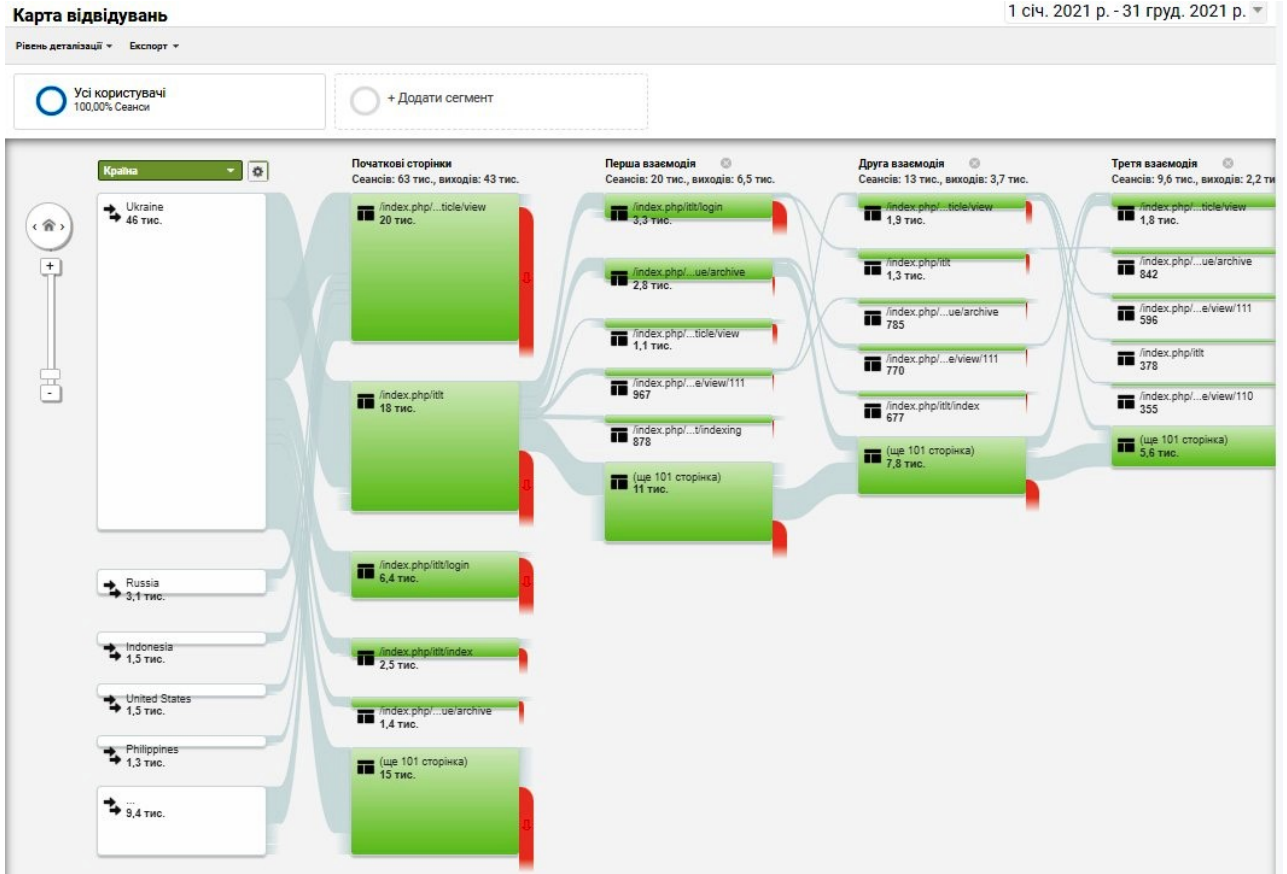 Карта відвідувань
1 січ. 2021 р. - 31 груд. 2021 р.
Рівень деталізації
Експорт
Усі користувачі
100,00% Сеанси
+ Додати сегмент
Країна
Ukraine
46 тис.
Russia
3,1 тис.
Indonesia
1,5 тис.
United States
1,5 тис.
Philippines
1,3 тис.
...
9,4 тис.
Початкові сторінки
Сеансів: 63 тис., виходів: 43 тис.
/index.php/...ticle/view
20 тис.
/index.php/itlt
18 тис.
/index.php/itlt/login
6,4 тис.
/index.php/itlt/index
2,5 тис.
/index.php/...ue/archive
1,4 тис.
(ще 101 сторінка)
15 тис.
Перша взаємодія
Сеансів: 20 тис., виходів: 6,5 тис.
/index.php/itlt/login
3,3 тис.
/index.php/...ue/archive
2,8 тис.
/index.php/...ticle/view
1,1 тис.
/index.php/...e/view/111
967
/index.php/...t/indexing
878
(ще 101 сторінка)
11 тис.
Друга взаємодія
Сеансів: 13 тис., виходів: 3,7 тис.
/index.php/...ticle/view
1,9 тис.
/index.php/itlt
1,3 тис.
/index.php/...ue/archive
785
/index.php/...e/view/111
770
/index.php/itlt/index
677
(ще 101 сторінка)
7,8 тис.
Третя взаємодія
Сеансів: 9,6 тис., виходів: 2,2 ти
/index.php/...ticle/view
1,8 тис.
/index.php/...ue/archive
842
/index.php/...e/view/111
596
/index.php/itlt
378
/index.php/...e/view/110
355
(ще 101 сторінка)
5,6 тис.